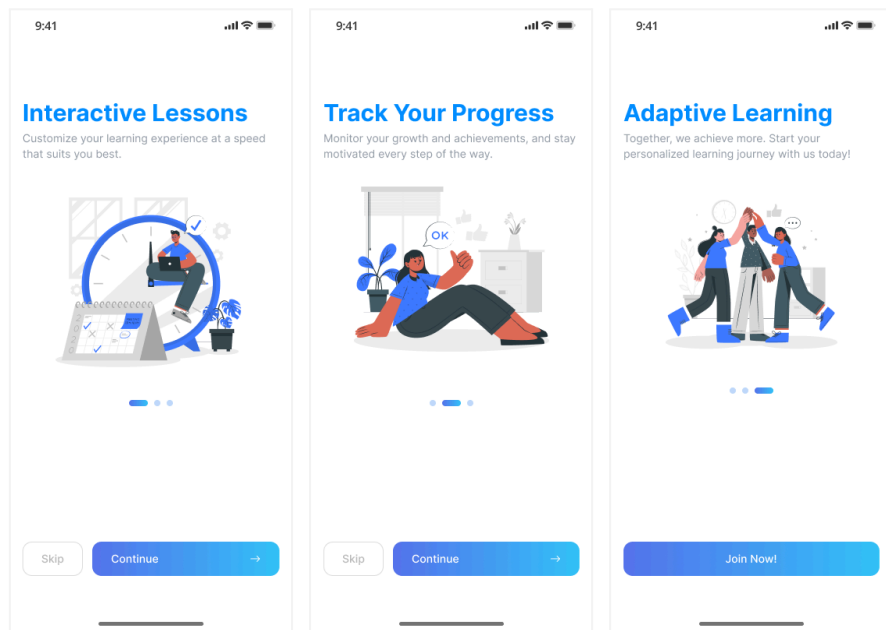 9:41
Interactive Lessons
Customize your learning experience at a speed
that suits you best.
Skip
Continue →
9:41
Track Your Progress
Monitor your growth and achievements, and stay
motivated every step of the way.
OK
Skip
Continue →
9:41
Adaptive Learning
Together, we achieve more. Start your
personalized learning journey with us today!
Join Now!